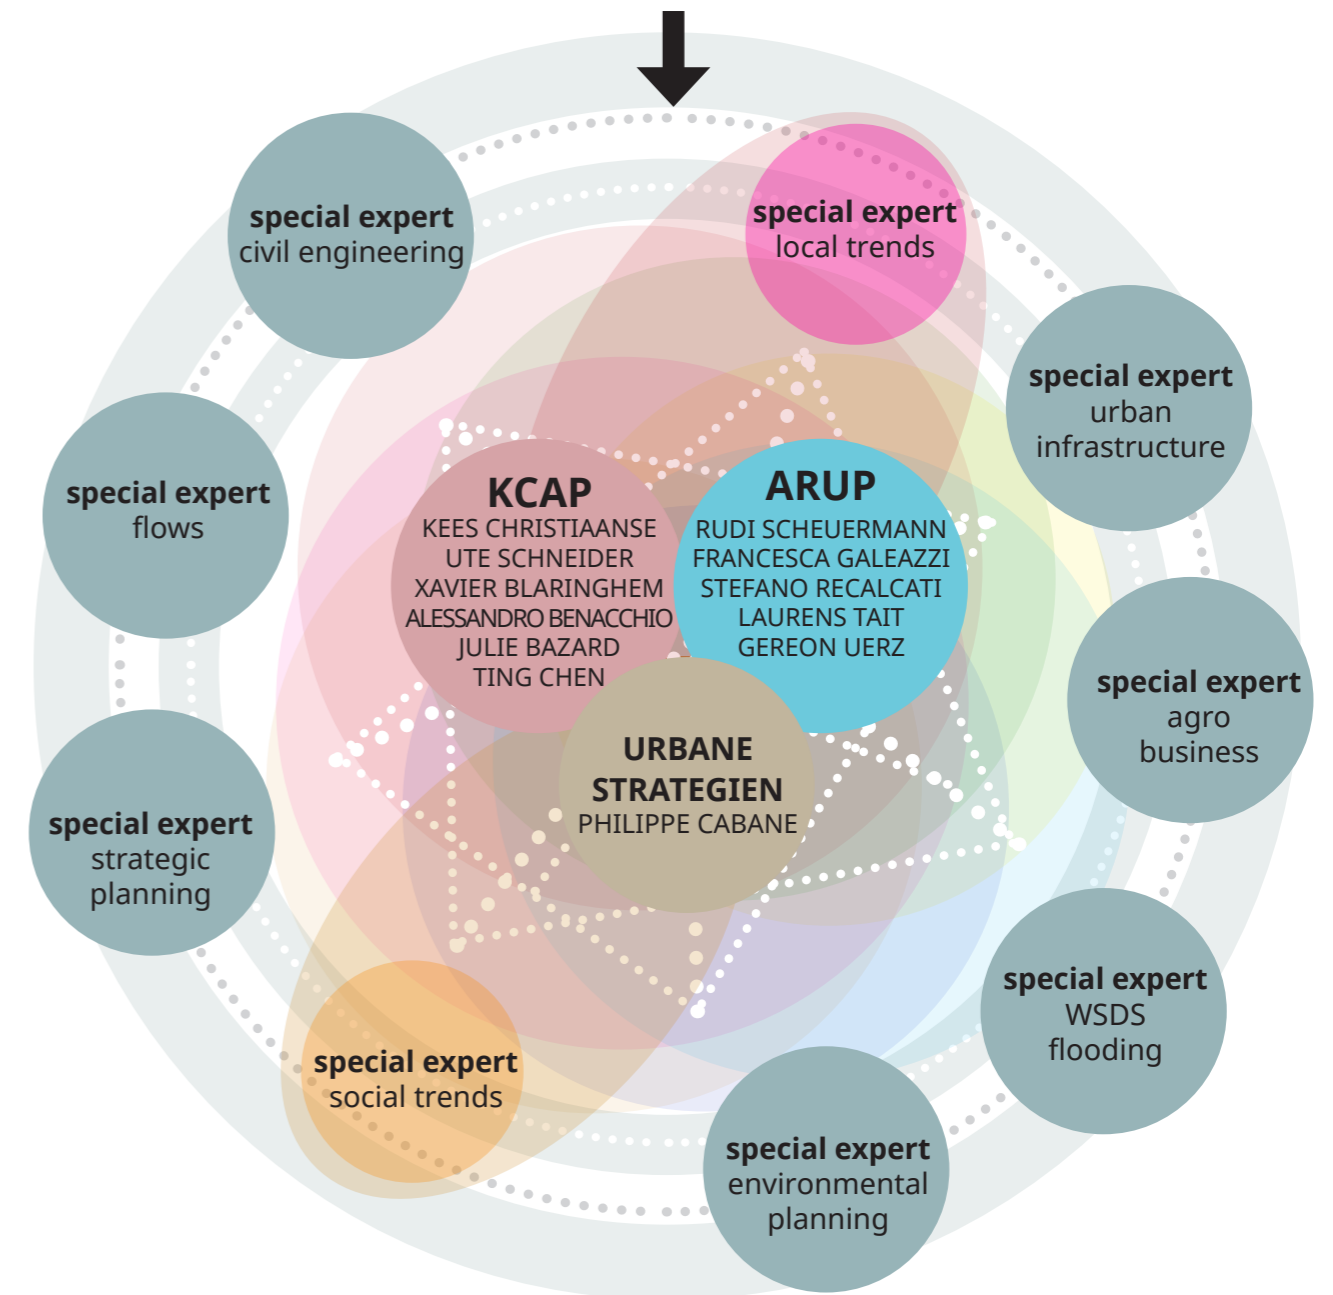 special expert
civil engineering
special expert
local trends
special expert
urban
infrastructure
special expert
flows
KCAP
KEES CHRISTIAANSE
UTE SCHNEIDER
XAVIER BLARINGHEM
ALESSANDRO BENACCHIO
JULIE BAZARD
TING CHEN
ARUP
RUDI SCHEUERMANN
FRANCESCA GALEAZZI
STEFANO RECALCATI
LAURENS TAIT
GEREON UERZ
special expert
agro
business
URBANE
STRATEGIEN
PHILIPPE CABANE
special expert
strategic
planning
special expert
WSDS
flooding
special expert
social trends
special expert
environmental
planning